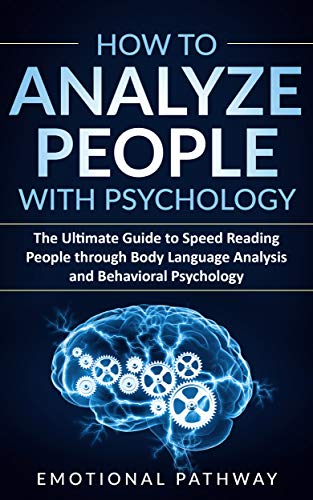 HOW TO
ANALYZE
PEOPLE
WITH PSYCHOLOGY
The Ultimate Guide to Speed Reading
People through Body Language Analysis
and Behavioral Psychology
EMOTIONAL PATHWAY